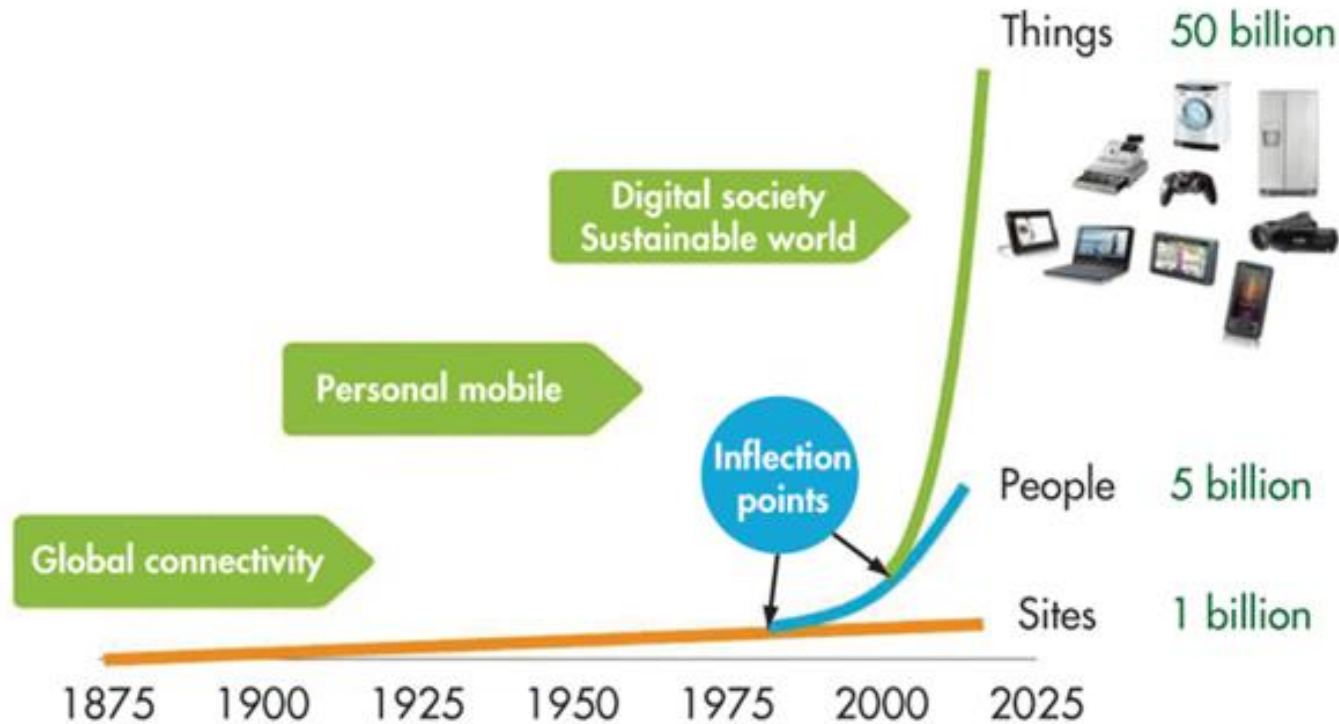 Things 50 billion
Digital society
Sustainable world
Personal mobile
Inflection
points
People 5 billion
Global connectivity
Sites 1 billion
1875 1900 1925 1950 1975 2000 2025